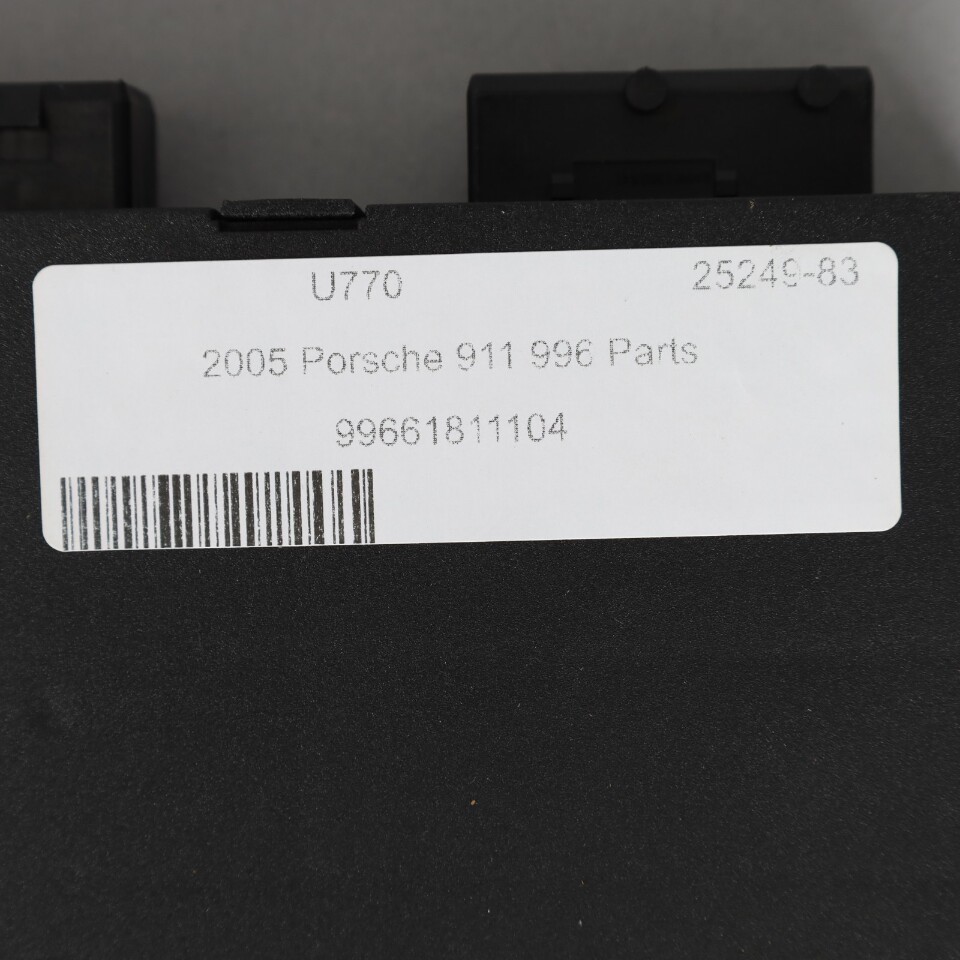 U770 25249-83
2005 Porsche 911 996 Parts
99661811104